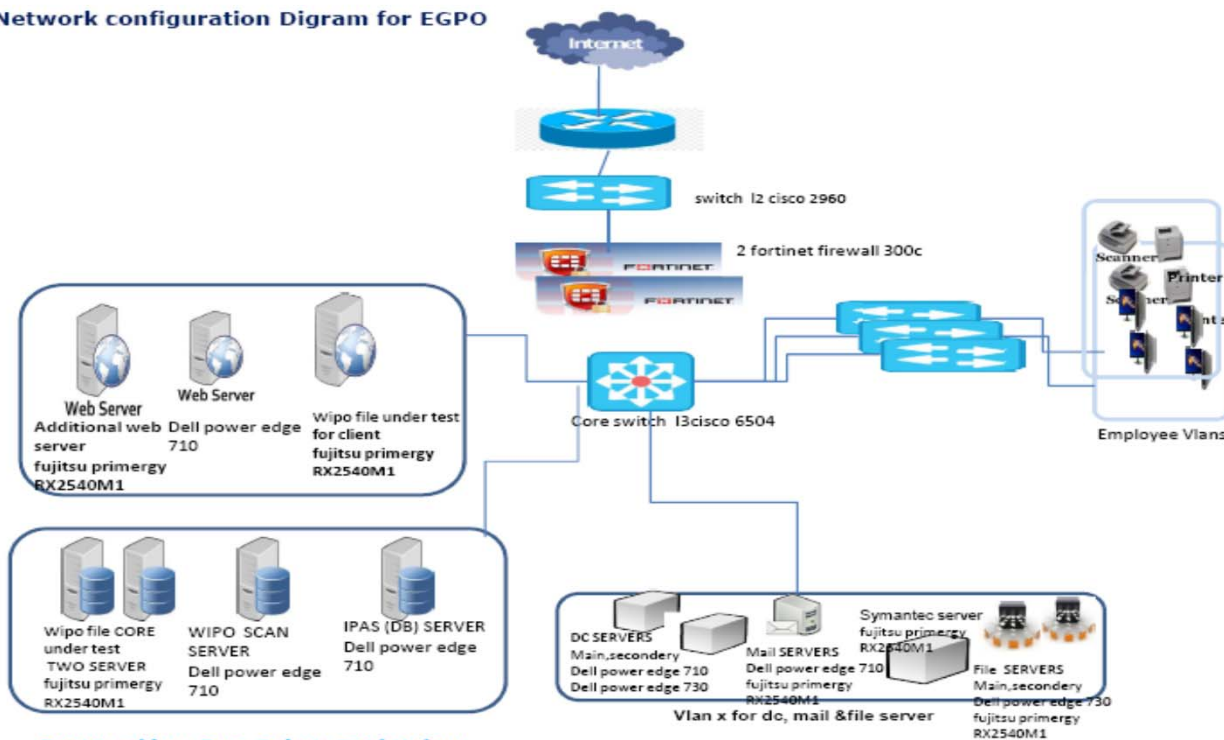 Network configuration Digram for EGPO
Internet
switch l2 cisco 2960
2 fortinet firewall 300c
FORTINET
FORTINET
Scanner
Printer
Employee Vlans
Core switch l3cisco 6504
Web Server
Additional web
server
fujitsu primergy
RX2540M1
Web Server
Dell power edge
710
Wipo file under test
for client
fujitsu primergy
RX2540M1
Wipo file CORE
under test
TWO SERVER
fujitsu primergy
RX2540M1
WIPO SCAN
SERVER
Dell power edge
710
IPAS (DB) SERVER
Dell power edge
710
DC SERVERS
Main,secondery
Dell power edge 710
Dell power edge 730
Mail SERVERS
Dell power edge 710
fujitsu primergy
RX2540M1
Symantec server
fujitsu primergy
RX2540M1
File SERVERS
Main,secondery
Dell power edge 730
fujitsu primergy
RX2540M1
Vlan x for dc, mail &file server